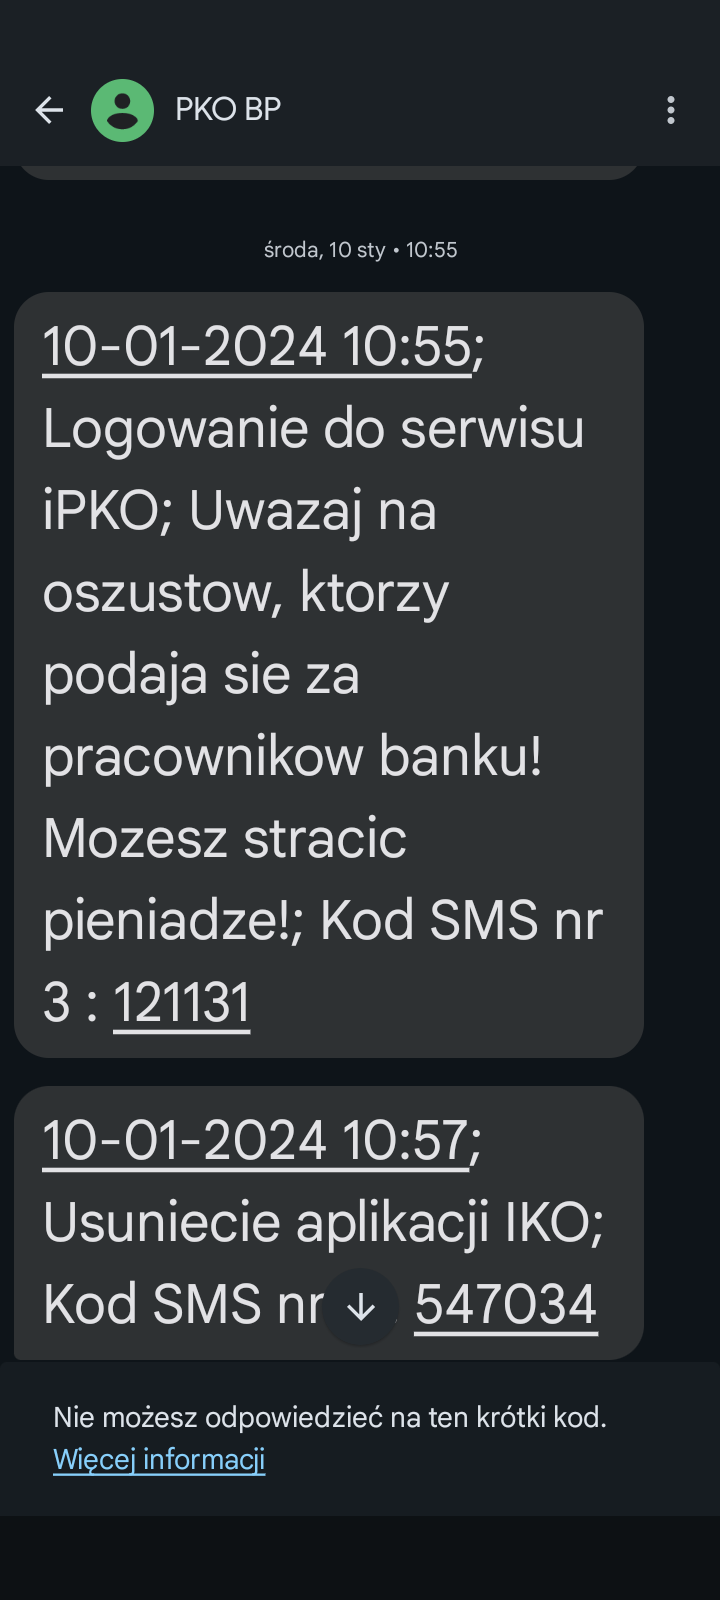 PKO BP
środa, 10 sty • 10:55
10-01-2024 10:55;
Logowanie do serwisu
iPKO; Uwazaj na
oszustow, ktorzy
podaja sie za
pracownikow banku!
Mozesz stracic
pieniadze!; Kod SMS nr
3 : 121131
10-01-2024 10:57;
Usuniecie aplikacji IKO;
Kod SMS nr 547034
Nie możesz odpowiedzieć na ten krótki kod.
Więcej informacji